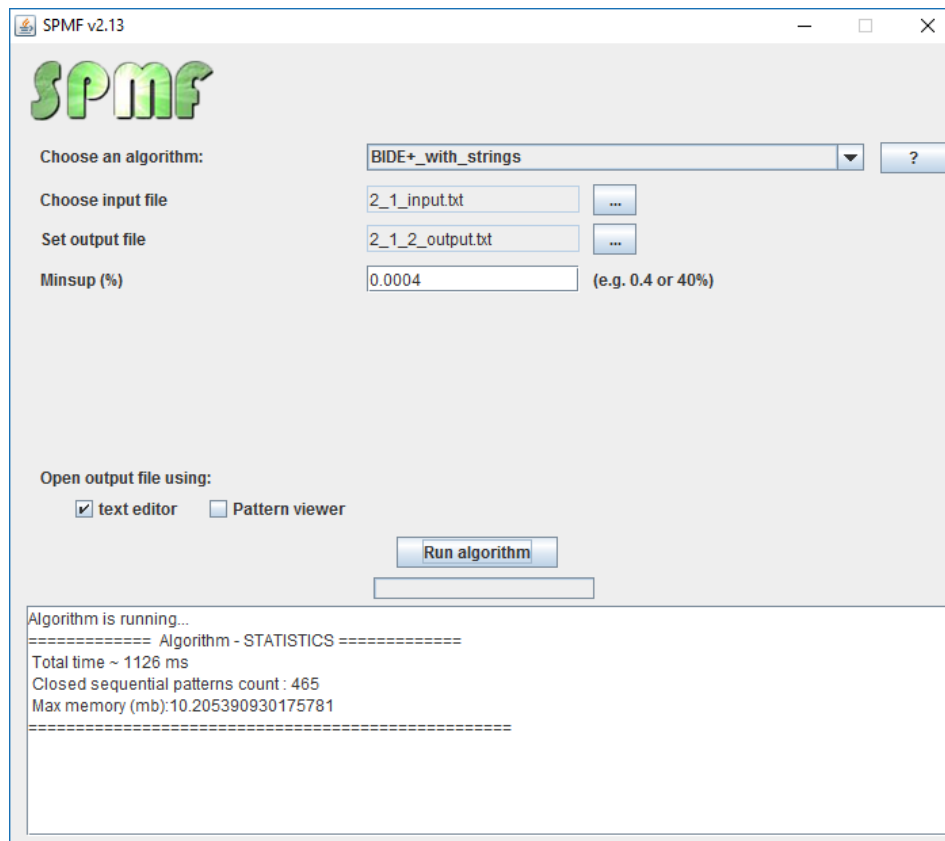 SPMF v2.13
SPMF
Choose an algorithm: BIDE+_with_strings ?
Choose input file 2_1_input.txt ...
Set output file 2_1_2_output.txt ...
Minsup (%) 0.0004 (e.g. 0.4 or 40%)
Open output file using:
text editor Pattern viewer
Run algorithm
Algorithm is running...
============= Algorithm - STATISTICS =============
Total time ~ 1126 ms
Closed sequential patterns count : 465
Max memory (mb):10.205390930175781
===================================================